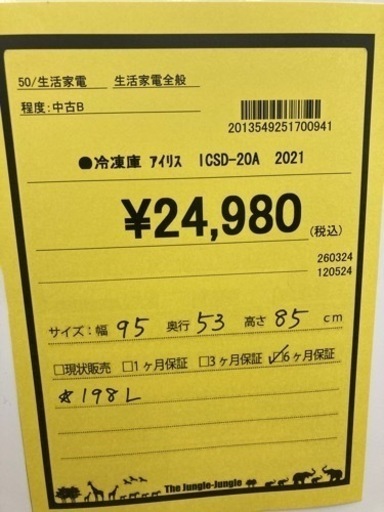 50/生活家電 生活家電全般
程度:中古B
2013549251700941
●冷凍庫 ｱｲﾘｽ ICSD-20A 2021
¥24,980(税込)
260324
120524
サイズ:幅 95 奥行 53 高さ 85 cm
□現状販売 □1ヶ月保証 □3ヶ月保証 ☑6ヶ月保証
☆198L
The Jungle-Jungle